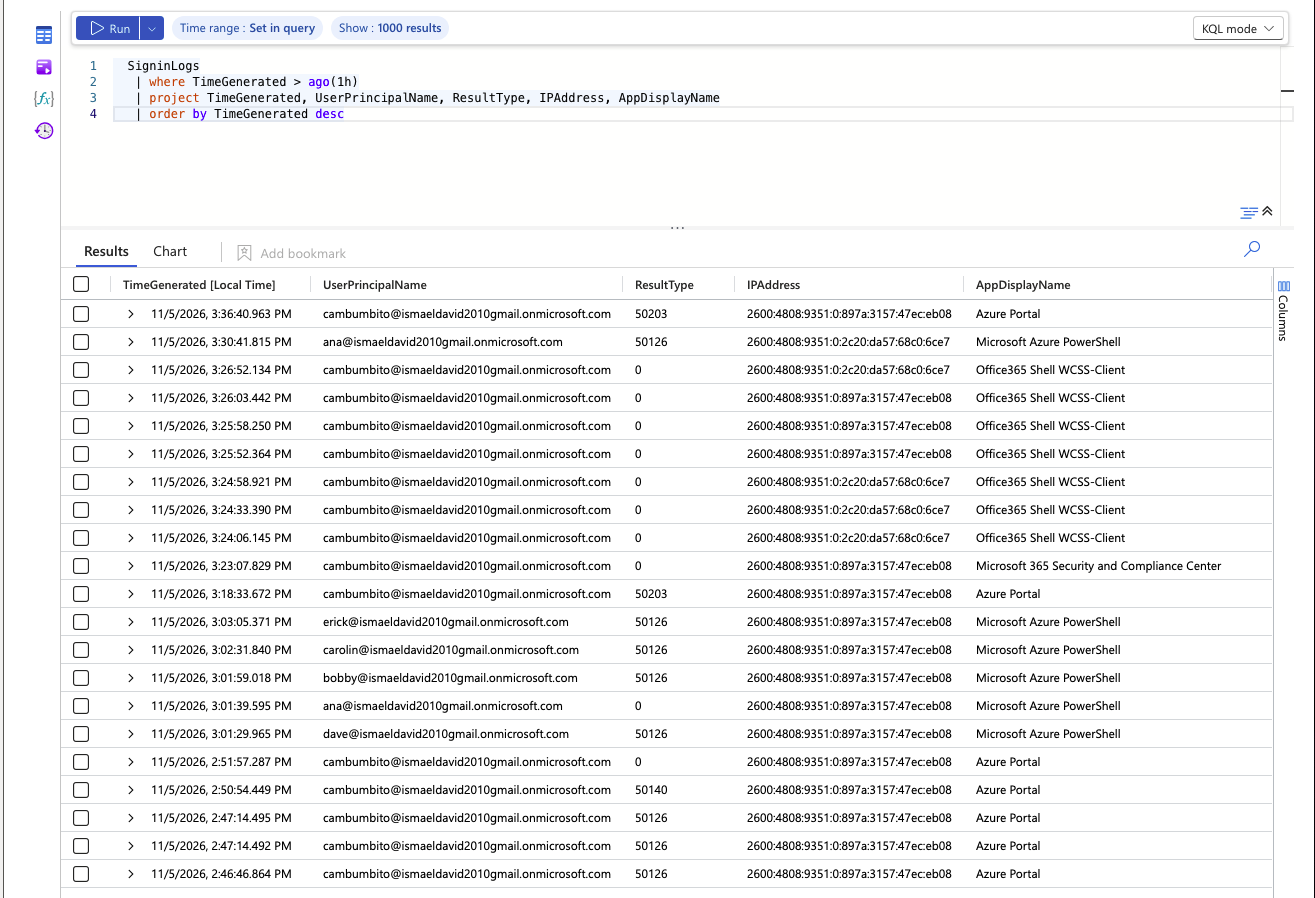 Run
Time range : Set in query
Show : 1000 results
KQL mode
1 SigninLogs
2 | where TimeGenerated > ago(1h)
3 | project TimeGenerated, UserPrincipalName, ResultType, IPAddress, AppDisplayName
4 | order by TimeGenerated desc
{fx}
...
Results Chart Add bookmark
TimeGenerated [Local Time] UserPrincipalName ResultType IPAddress AppDisplayName
Columns
11/5/2026, 3:36:40.963 PM cambumbito@ismaeldavid2010gmail.onmicrosoft.com 50203 2600:4808:9351:0:897a:3157:47ec:eb08 Azure Portal
11/5/2026, 3:30:41.815 PM ana@ismaeldavid2010gmail.onmicrosoft.com 50126 2600:4808:9351:0:2c20:da57:68c0:6ce7 Microsoft Azure PowerShell
11/5/2026, 3:26:52.134 PM cambumbito@ismaeldavid2010gmail.onmicrosoft.com 0 2600:4808:9351:0:2c20:da57:68c0:6ce7 Office365 Shell WCSS-Client
11/5/2026, 3:26:03.442 PM cambumbito@ismaeldavid2010gmail.onmicrosoft.com 0 2600:4808:9351:0:897a:3157:47ec:eb08 Office365 Shell WCSS-Client
11/5/2026, 3:25:58.250 PM cambumbito@ismaeldavid2010gmail.onmicrosoft.com 0 2600:4808:9351:0:897a:3157:47ec:eb08 Office365 Shell WCSS-Client
11/5/2026, 3:25:52.364 PM cambumbito@ismaeldavid2010gmail.onmicrosoft.com 0 2600:4808:9351:0:897a:3157:47ec:eb08 Office365 Shell WCSS-Client
11/5/2026, 3:24:58.921 PM cambumbito@ismaeldavid2010gmail.onmicrosoft.com 0 2600:4808:9351:0:2c20:da57:68c0:6ce7 Office365 Shell WCSS-Client
11/5/2026, 3:24:33.390 PM cambumbito@ismaeldavid2010gmail.onmicrosoft.com 0 2600:4808:9351:0:2c20:da57:68c0:6ce7 Office365 Shell WCSS-Client
11/5/2026, 3:24:06.145 PM cambumbito@ismaeldavid2010gmail.onmicrosoft.com 0 2600:4808:9351:0:2c20:da57:68c0:6ce7 Office365 Shell WCSS-Client
11/5/2026, 3:23:07.829 PM cambumbito@ismaeldavid2010gmail.onmicrosoft.com 0 2600:4808:9351:0:897a:3157:47ec:eb08 Microsoft 365 Security and Compliance Center
11/5/2026, 3:18:33.672 PM cambumbito@ismaeldavid2010gmail.onmicrosoft.com 50203 2600:4808:9351:0:897a:3157:47ec:eb08 Azure Portal
11/5/2026, 3:03:05.371 PM erick@ismaeldavid2010gmail.onmicrosoft.com 50126 2600:4808:9351:0:897a:3157:47ec:eb08 Microsoft Azure PowerShell
11/5/2026, 3:02:31.840 PM carolin@ismaeldavid2010gmail.onmicrosoft.com 50126 2600:4808:9351:0:897a:3157:47ec:eb08 Microsoft Azure PowerShell
11/5/2026, 3:01:59.018 PM bobby@ismaeldavid2010gmail.onmicrosoft.com 50126 2600:4808:9351:0:897a:3157:47ec:eb08 Microsoft Azure PowerShell
11/5/2026, 3:01:39.595 PM ana@ismaeldavid2010gmail.onmicrosoft.com 0 2600:4808:9351:0:897a:3157:47ec:eb08 Microsoft Azure PowerShell
11/5/2026, 3:01:29.965 PM dave@ismaeldavid2010gmail.onmicrosoft.com 50126 2600:4808:9351:0:897a:3157:47ec:eb08 Microsoft Azure PowerShell
11/5/2026, 2:51:57.287 PM cambumbito@ismaeldavid2010gmail.onmicrosoft.com 0 2600:4808:9351:0:897a:3157:47ec:eb08 Azure Portal
11/5/2026, 2:50:54.449 PM cambumbito@ismaeldavid2010gmail.onmicrosoft.com 50140 2600:4808:9351:0:897a:3157:47ec:eb08 Azure Portal
11/5/2026, 2:47:14.495 PM cambumbito@ismaeldavid2010gmail.onmicrosoft.com 50126 2600:4808:9351:0:897a:3157:47ec:eb08 Azure Portal
11/5/2026, 2:47:14.492 PM cambumbito@ismaeldavid2010gmail.onmicrosoft.com 50126 2600:4808:9351:0:897a:3157:47ec:eb08 Azure Portal
11/5/2026, 2:46:46.864 PM cambumbito@ismaeldavid2010gmail.onmicrosoft.com 50126 2600:4808:9351:0:897a:3157:47ec:eb08 Azure Portal